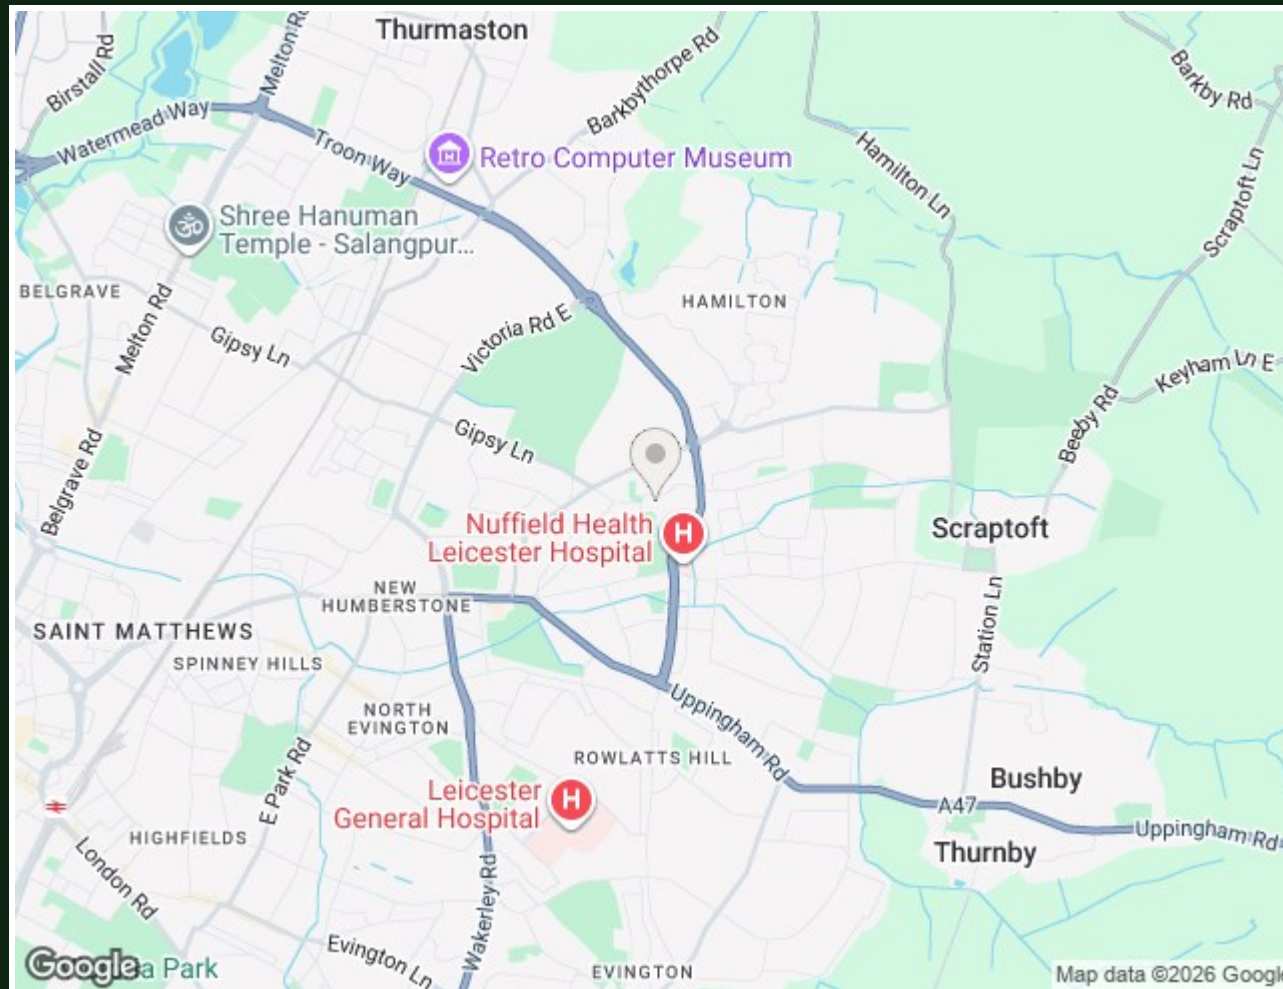 Thurmaston
Birstall Rd
Melton Rd
Barkbythorpe Rd
Barkby Rd
Watermead Way
Troon Way
Retro Computer Museum
Hamilton Ln
Scraptoft Ln
Shree Hanuman
Temple - Salangpur...
BELGRAVE
Melton Rd
HAMILTON
Gipsy Ln
Victoria Rd E
Keyham Ln E
Beeby Rd
Belgrave Rd
Gipsy Ln
Nuffield Health
Leicester Hospital
H
Scraptoft
NEW
HUMBERSTONE
SAINT MATTHEWS
SPINNEY HILLS
Station Ln
NORTH
EVINGTON
Uppingham Rd
ROWLATTS HILL
E Park Rd
Bushby
Leicester
General Hospital
H
A47
Uppingham Rd
HIGHFIELDS
Thurnby
London Rd
Wakerley Rd
Evington Ln
EVINGTON
Google
Park
Map data ©2026 Google